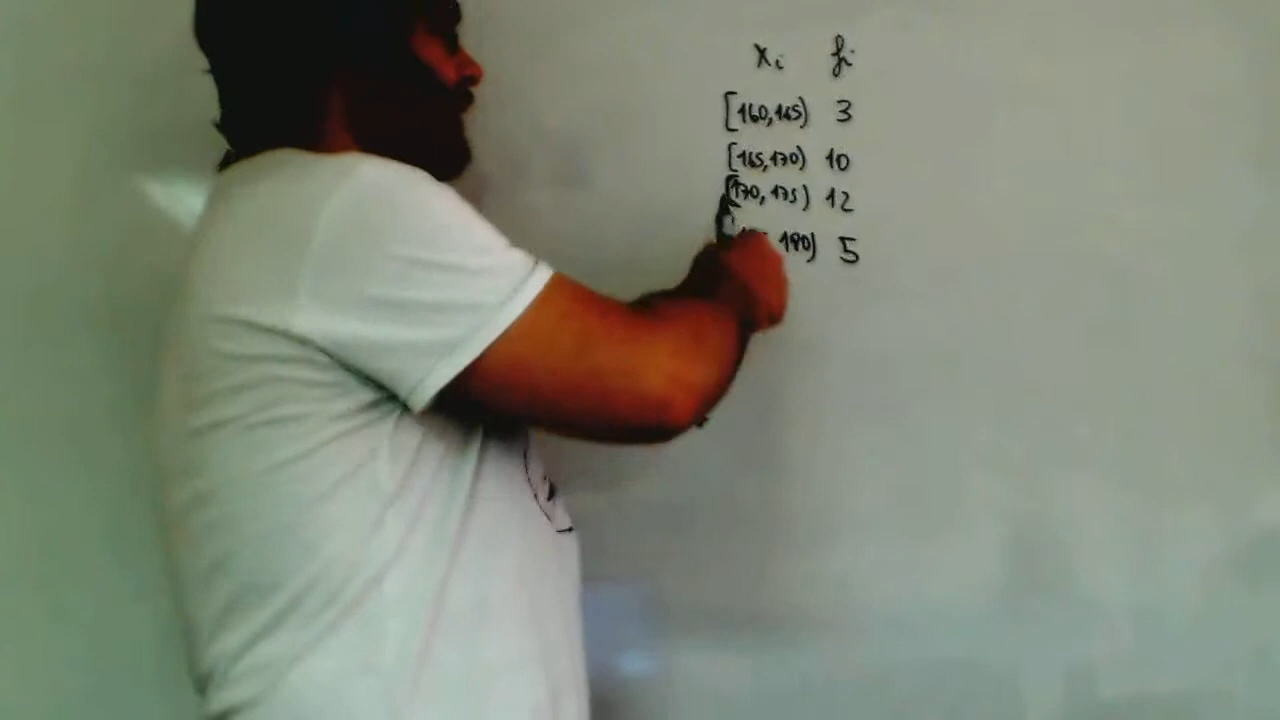 xi fi
[160,165) 3
[165,170) 10
[170, 175) 12
180) 5